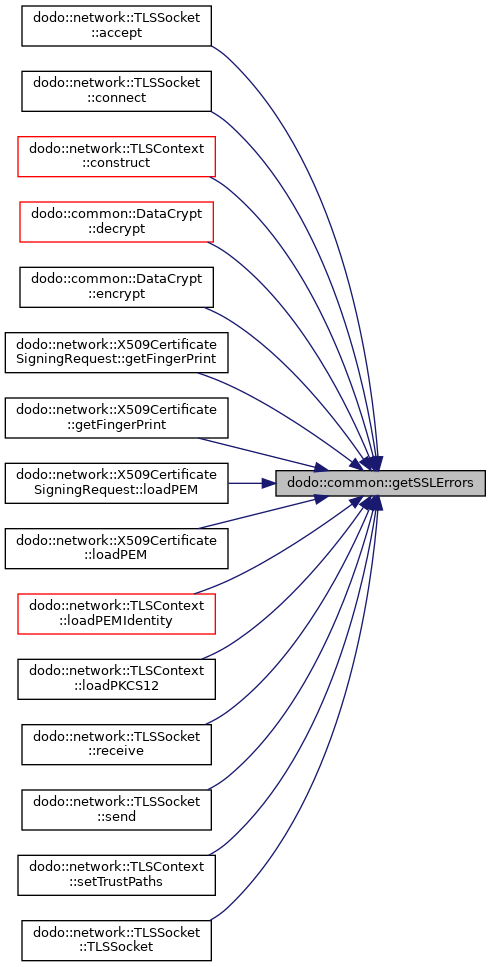 dodo::network::TLSSocket
::accept
dodo::network::TLSSocket
::connect
dodo::network::TLSContext
::construct
dodo::common::DataCrypt
::decrypt
dodo::common::DataCrypt
::encrypt
dodo::network::X509Certificate
SigningRequest::getFingerPrint
dodo::network::X509Certificate
::getFingerPrint
dodo::network::X509Certificate
SigningRequest::loadPEM
dodo::common::getSSLErrors
dodo::network::X509Certificate
::loadPEM
dodo::network::TLSContext
::loadPEMIdentity
dodo::network::TLSContext
::loadPKCS12
dodo::network::TLSSocket
::receive
dodo::network::TLSSocket
::send
dodo::network::TLSContext
::setTrustPaths
dodo::network::TLSSocket
::TLSSocket